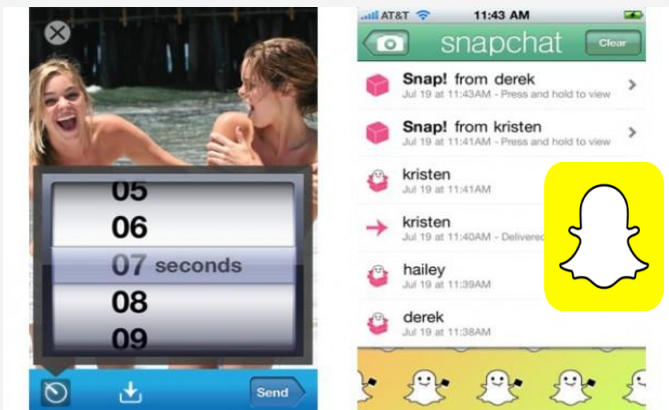 05
06
07 seconds
08
09
Send
AT&T 11:43 AM
snapchat
Clear
Snap! from derek
Jul 19 at 11:43AM - Press and hold to view
Snap! from kristen
Jul 19 at 11:41AM - Press and hold to view
kristen
Jul 19 at 11:41AM
kristen
Jul 19 at 11:40AM - Delivered
hailey
Jul 19 at 11:39AM
derek
Jul 19 at 11:38AM